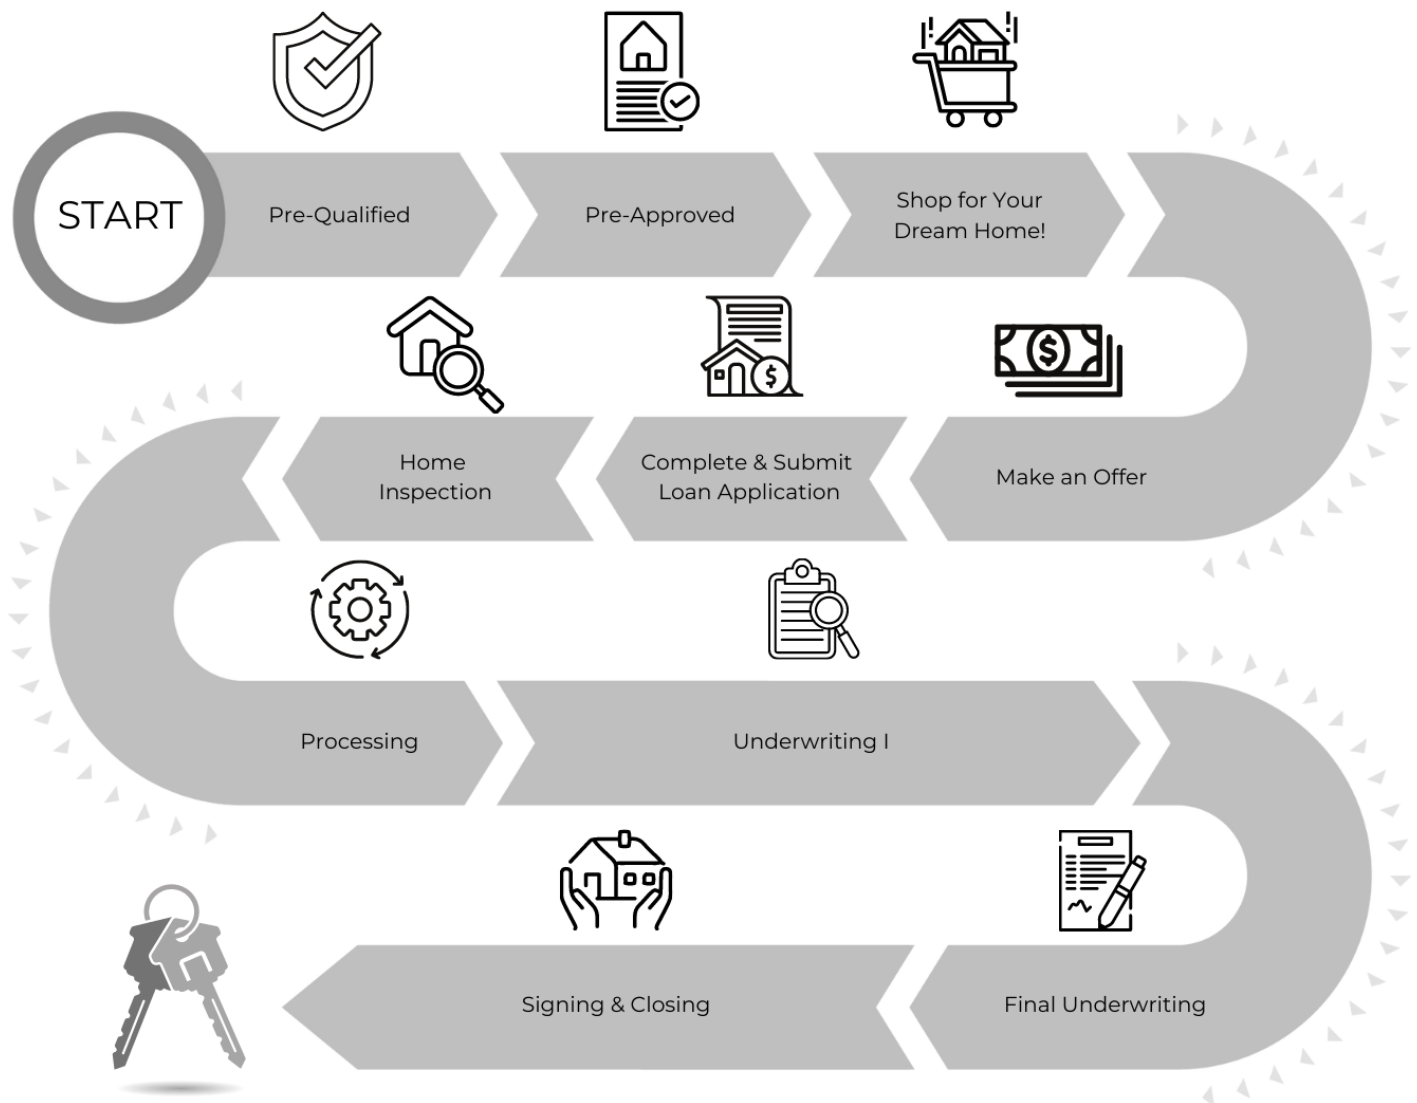 START
Pre-Qualified
Pre-Approved
Shop for Your
Dream Home!
Make an Offer
Complete & Submit
Loan Application
Home
Inspection
Processing
Underwriting I
Final Underwriting
Signing & Closing